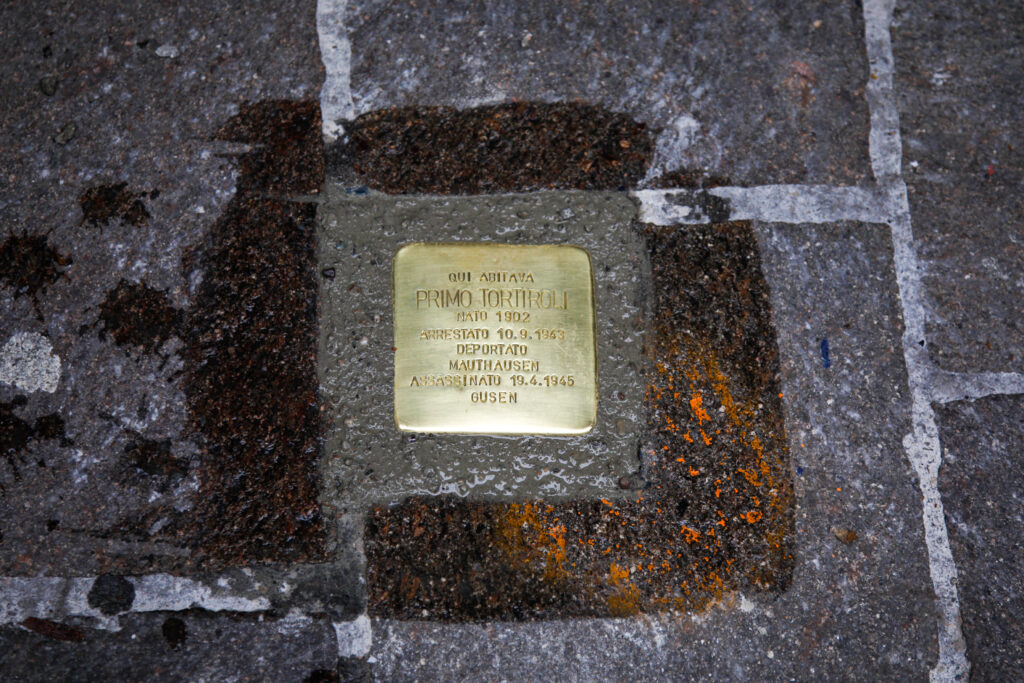 QUI ABITAVA
PRIMO TORTIROLI
NATO 1902
ARRESTATO 10.9.1943
DEPORTATO
MAUTHAUSEN
ASSASSINATO 19.4.1945
GUSEN